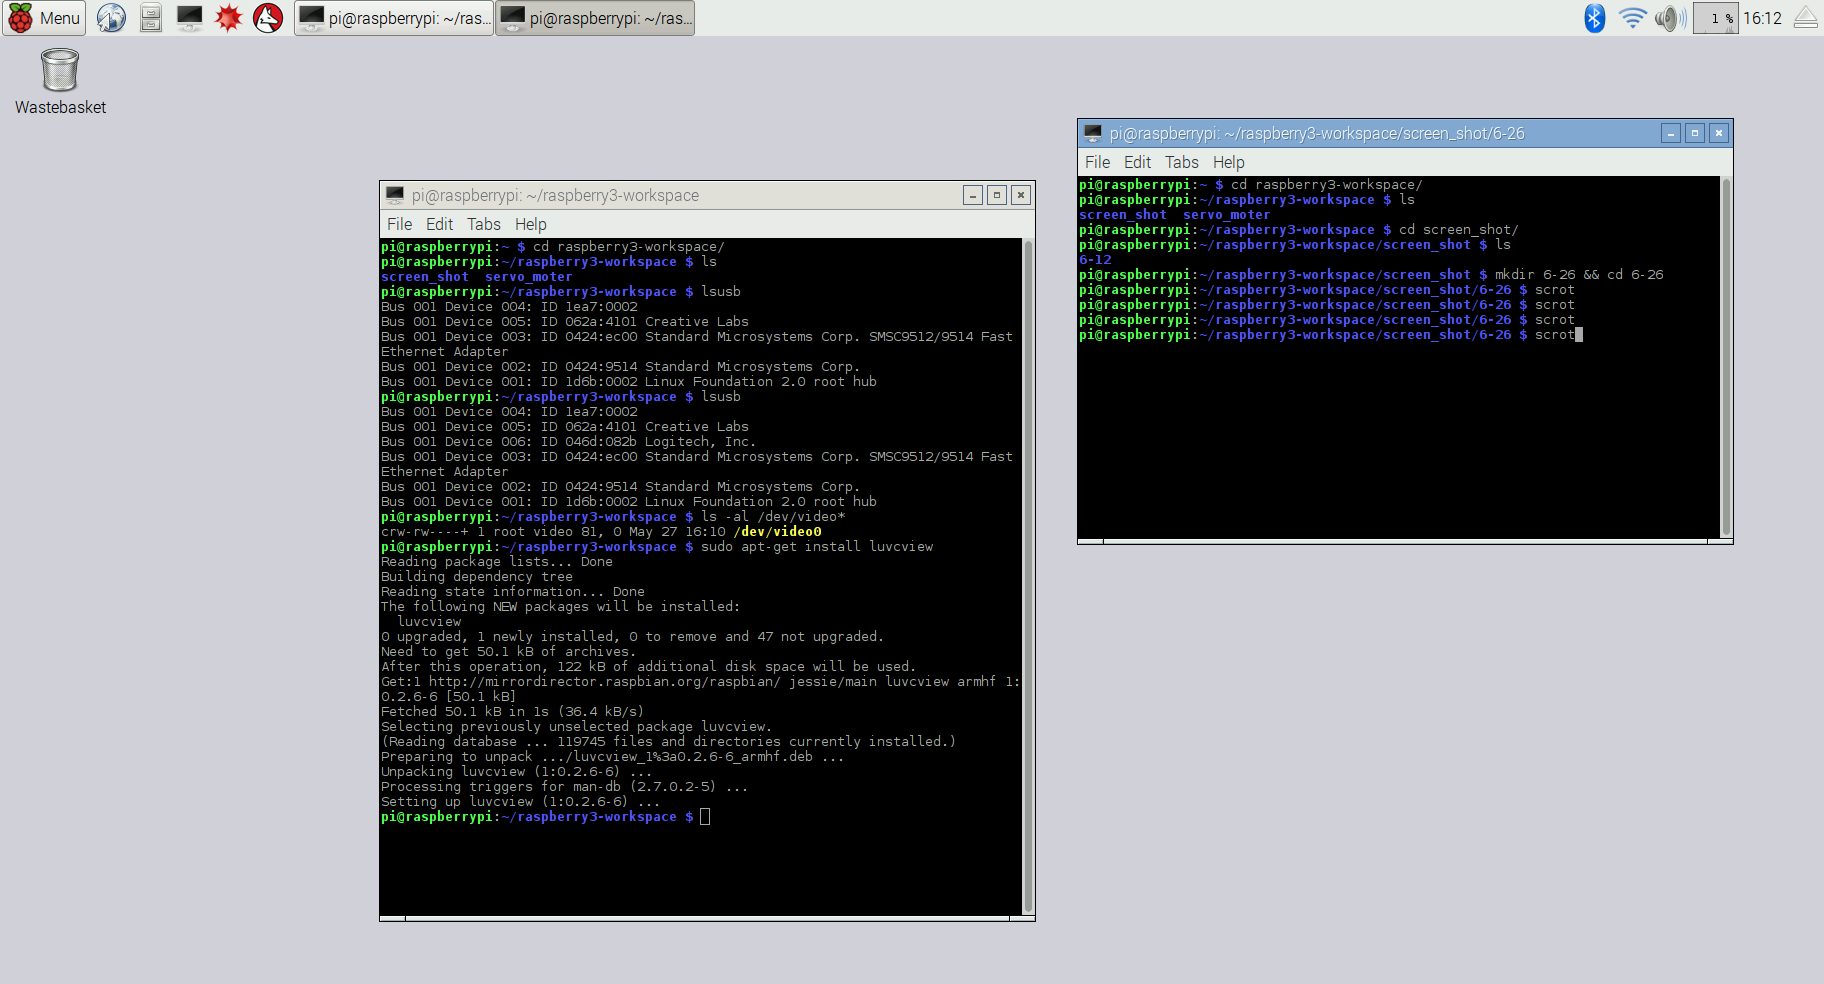 Menu
pi@raspberrypi: ~/ras...
pi@raspberrypi: ~/ras...
1 %
16:12
Wastebasket
pi@raspberrypi: ~/raspberry3-workspace
File Edit Tabs Help
pi@raspberrypi:~ $ cd raspberry3-workspace/
pi@raspberrypi:~/raspberry3-workspace $ ls
screen_shot  servo_moter
pi@raspberrypi:~/raspberry3-workspace $ lsusb
Bus 001 Device 004: ID 1ea7:0002
Bus 001 Device 005: ID 062a:4101 Creative Labs
Bus 001 Device 003: ID 0424:ec00 Standard Microsystems Corp. SMSC9512/9514 Fast
Ethernet Adapter
Bus 001 Device 002: ID 0424:9514 Standard Microsystems Corp.
Bus 001 Device 001: ID 1d6b:0002 Linux Foundation 2.0 root hub
pi@raspberrypi:~/raspberry3-workspace $ lsusb
Bus 001 Device 004: ID 1ea7:0002
Bus 001 Device 005: ID 062a:4101 Creative Labs
Bus 001 Device 006: ID 046d:082b Logitech, Inc.
Bus 001 Device 003: ID 0424:ec00 Standard Microsystems Corp. SMSC9512/9514 Fast
Ethernet Adapter
Bus 001 Device 002: ID 0424:9514 Standard Microsystems Corp.
Bus 001 Device 001: ID 1d6b:0002 Linux Foundation 2.0 root hub
pi@raspberrypi:~/raspberry3-workspace $ ls -al /dev/video*
crw-rw----+ 1 root video 81, 0 May 27 16:10 /dev/video0
pi@raspberrypi:~/raspberry3-workspace $ sudo apt-get install luvcview
Reading package lists... Done
Building dependency tree
Reading state information... Done
The following NEW packages will be installed:
  luvcview
0 upgraded, 1 newly installed, 0 to remove and 47 not upgraded.
Need to get 50.1 kB of archives.
After this operation, 122 kB of additional disk space will be used.
Get:1 http://mirrordirector.raspbian.org/raspbian/ jessie/main luvcview armhf 1:
0.2.6-6 [50.1 kB]
Fetched 50.1 kB in 1s (36.4 kB/s)
Selecting previously unselected package luvcview.
(Reading database ... 119745 files and directories currently installed.)
Preparing to unpack .../luvcview_1%3a0.2.6-6_armhf.deb ...
Unpacking luvcview (1:0.2.6-6) ...
Processing triggers for man-db (2.7.0.2-5) ...
Setting up luvcview (1:0.2.6-6) ...
pi@raspberrypi:~/raspberry3-workspace $
pi@raspberrypi: ~/raspberry3-workspace/screen_shot/6-26
File Edit Tabs Help
pi@raspberrypi:~ $ cd raspberry3-workspace/
pi@raspberrypi:~/raspberry3-workspace $ ls
screen_shot  servo_moter
pi@raspberrypi:~/raspberry3-workspace $ cd screen_shot/
pi@raspberrypi:~/raspberry3-workspace/screen_shot $ ls
6-12
pi@raspberrypi:~/raspberry3-workspace/screen_shot $ mkdir 6-26 && cd 6-26
pi@raspberrypi:~/raspberry3-workspace/screen_shot/6-26 $ scrot
pi@raspberrypi:~/raspberry3-workspace/screen_shot/6-26 $ scrot
pi@raspberrypi:~/raspberry3-workspace/screen_shot/6-26 $ scrot
pi@raspberrypi:~/raspberry3-workspace/screen_shot/6-26 $ scrot